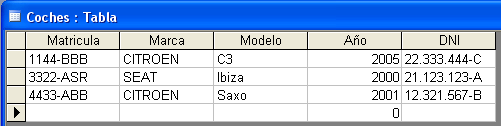 Coches : Tabla
Matricula Marca Modelo Año DNI
1144-BBB CITROEN C3 2005 22.333.444-C
3322-ASR SEAT Ibiza 2000 21.123.123-A
4433-ABB CITROEN Saxo 2001 12.321.567-B
0